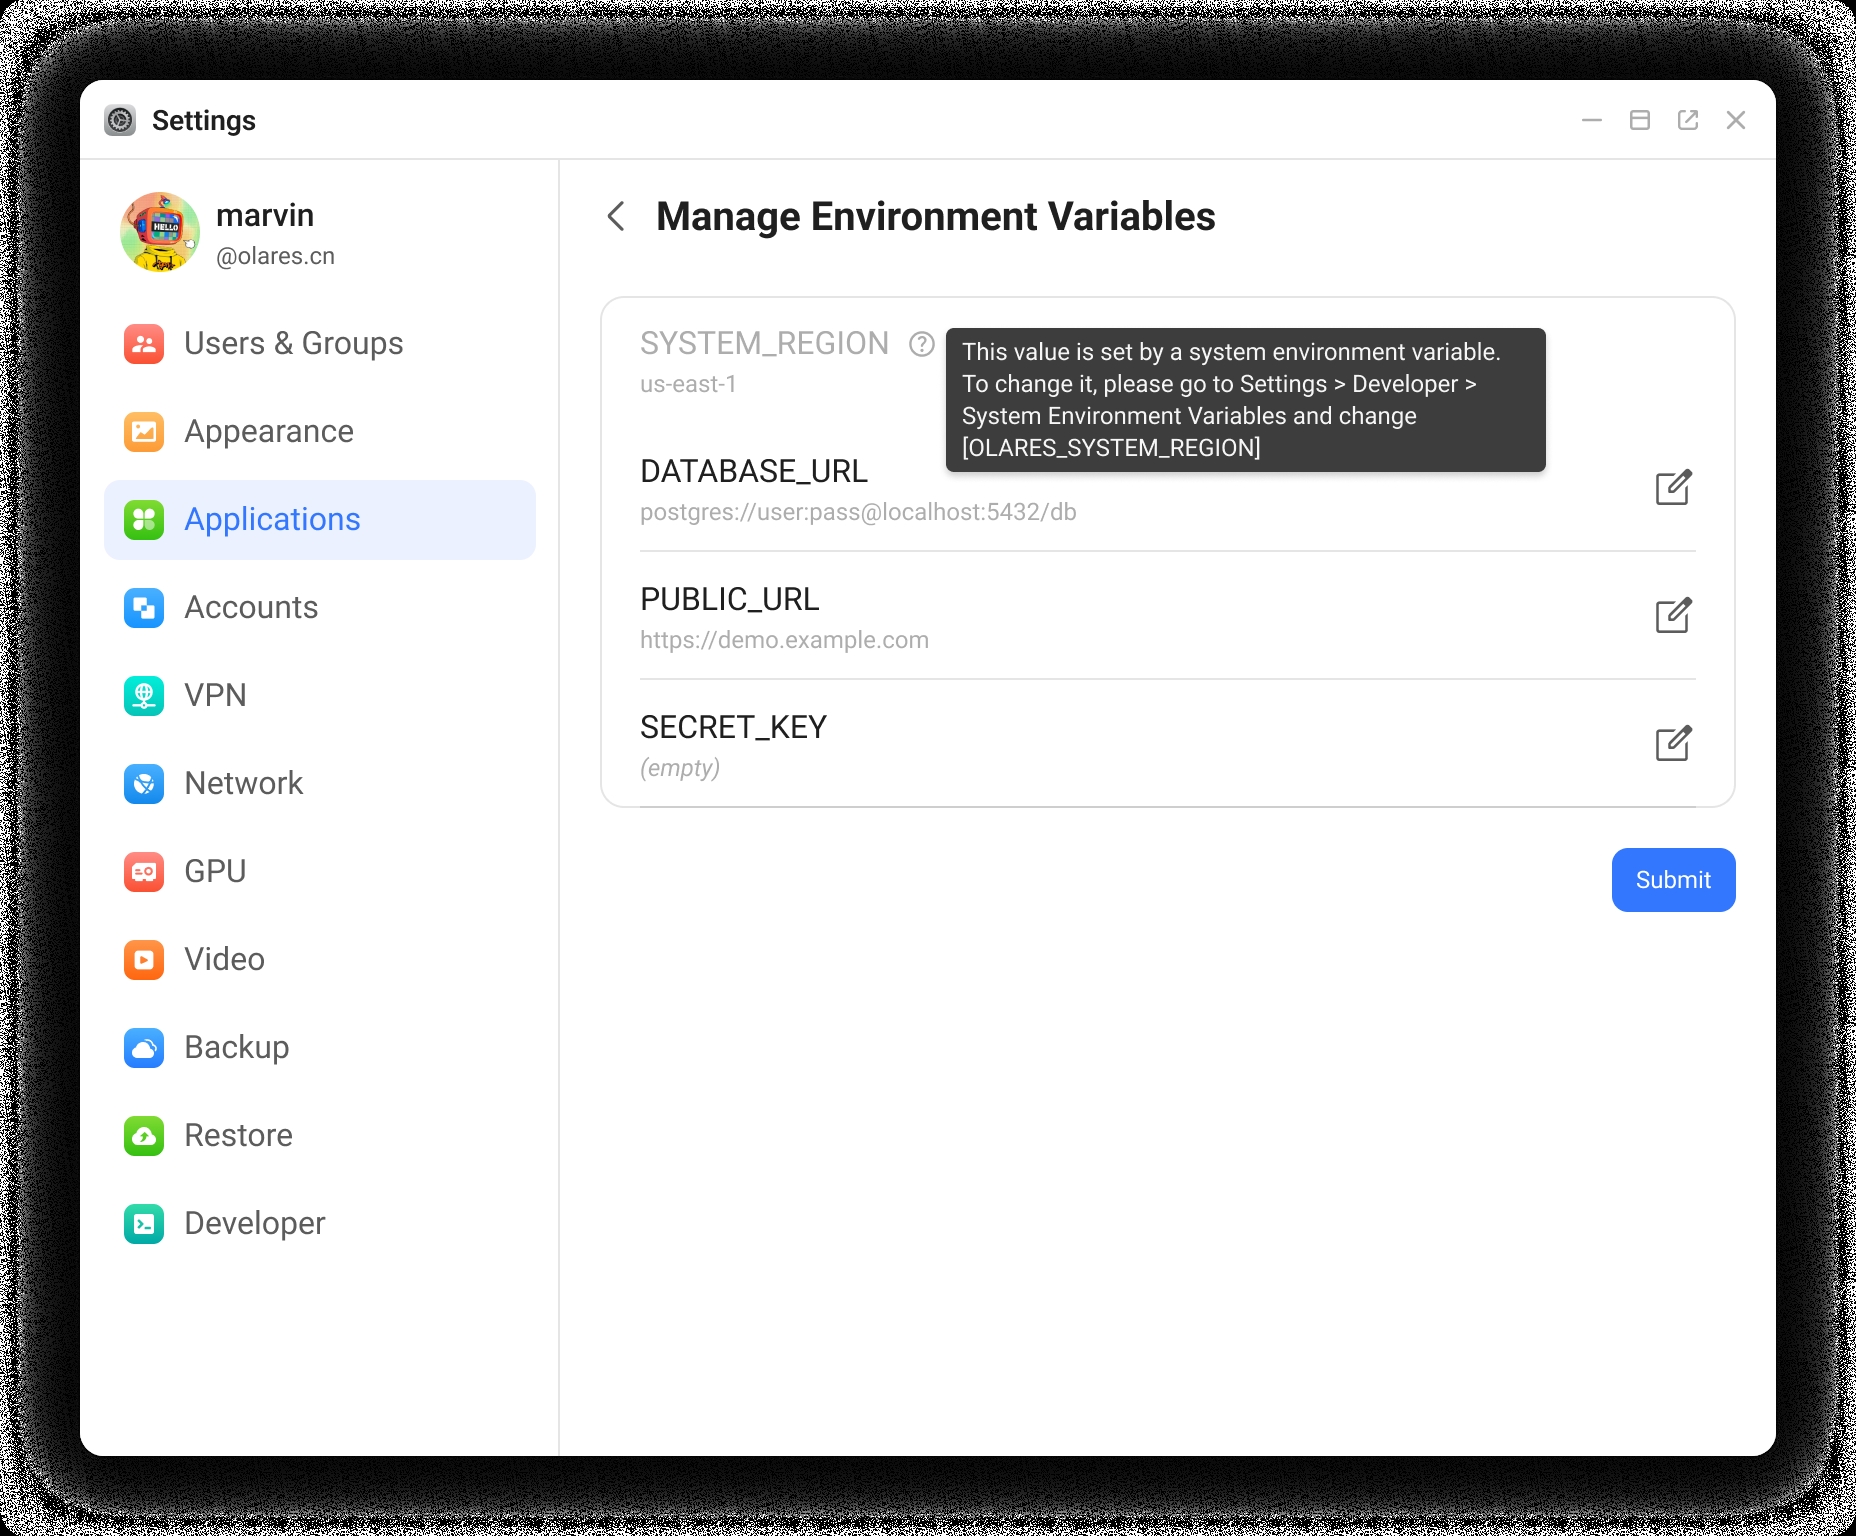 Settings
marvin
@olares.cn
HELLO
Users & Groups
Appearance
Applications
Accounts
VPN
Network
GPU
Video
Backup
Restore
Developer
Manage Environment Variables
SYSTEM_REGION
us-east-1
This value is set by a system environment variable.
To change it, please go to Settings > Developer >
System Environment Variables and change
[OLARES_SYSTEM_REGION]
DATABASE_URL
postgres://user:pass@localhost:5432/db
PUBLIC_URL
https://demo.example.com
SECRET_KEY
(empty)
Submit